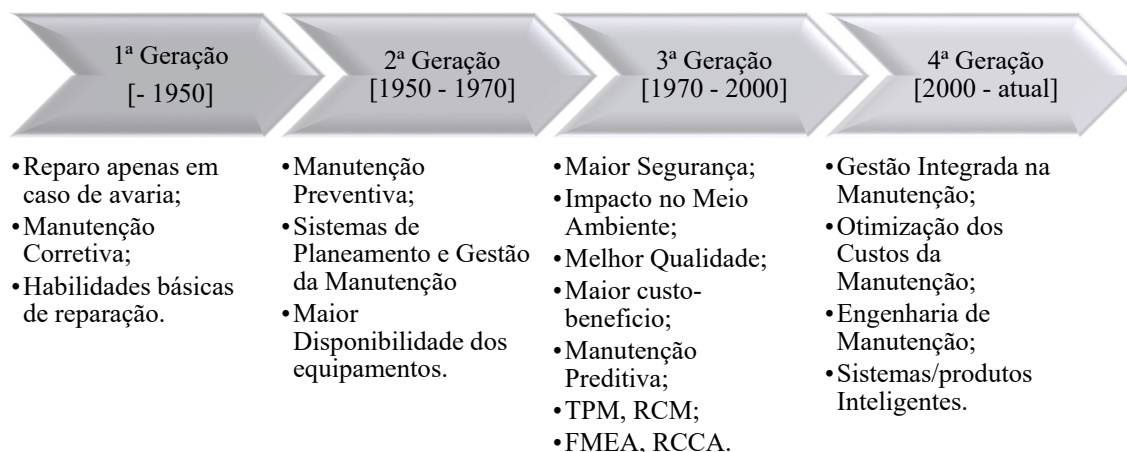 1ª Geração
[- 1950]
•Reparo apenas em
caso de avaria;
•Manutenção
Corretiva;
•Habilidades básicas
de reparação.
2ª Geração
[1950 - 1970]
•Manutenção
Preventiva;
•Sistemas de
Planeamento e Gestão
da Manutenção
•Maior
Disponibilidade dos
equipamentos.
3ª Geração
[1970 - 2000]
•Maior Segurança;
•Impacto no Meio
Ambiente;
•Melhor Qualidade;
•Maior custo-
beneficio;
•Manutenção
Preditiva;
•TPM, RCM;
•FMEA, RCCA.
4ª Geração
[2000 - atual]
•Gestão Integrada na
Manutenção;
•Otimização dos
Custos da
Manutenção;
•Engenharia de
Manutenção;
•Sistemas/produtos
Inteligentes.